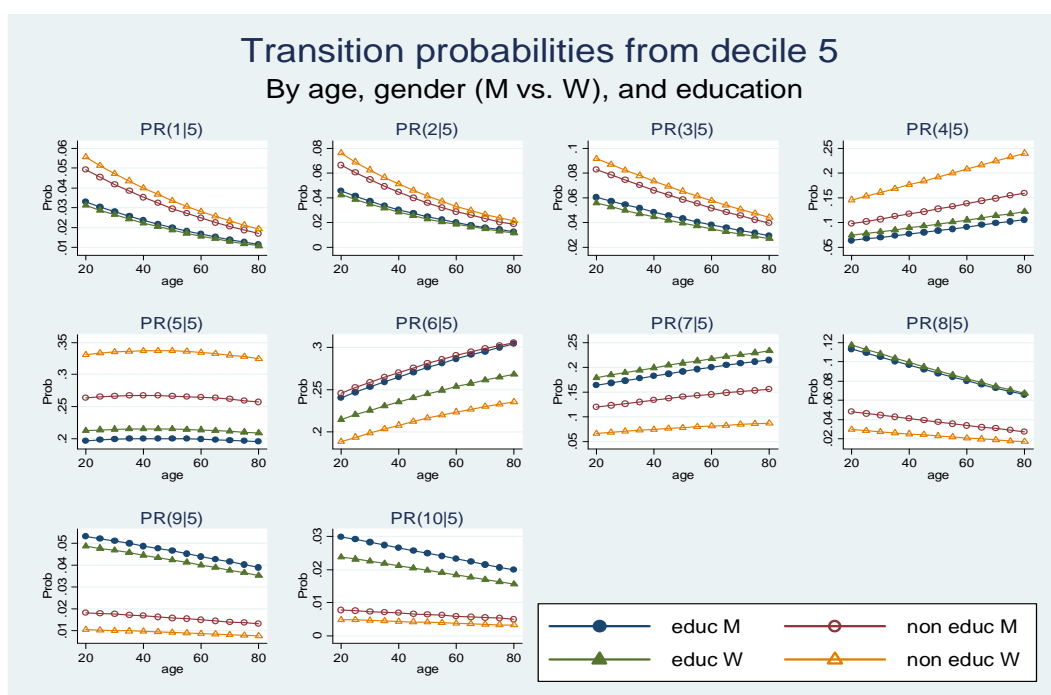 Transition probabilities from decile 5
By age, gender (M vs. W), and education
PR(1|5)
Prob
.01 .02 .03 .04 .05 .06
20 40 60 80
age
PR(2|5)
Prob
0 .02 .04 .06 .08
20 40 60 80
age
PR(3|5)
Prob
.02 .04 .06 .08 .1
20 40 60 80
age
PR(4|5)
Prob
.05 .1 .15 .2 .25
20 40 60 80
age
PR(5|5)
Prob
.2 .25 .3 .35
20 40 60 80
age
PR(6|5)
Prob
.2 .25 .3
20 40 60 80
age
PR(7|5)
Prob
.05 .1 .15 .2 .25
20 40 60 80
age
PR(8|5)
Prob
.02 .04 .06 .08 .1 .12
20 40 60 80
age
PR(9|5)
Prob
.01 .02 .03 .04 .05
20 40 60 80
age
PR(10|5)
Prob
0 .01 .02 .03
20 40 60 80
age
educ M
non educ M
educ W
non educ W